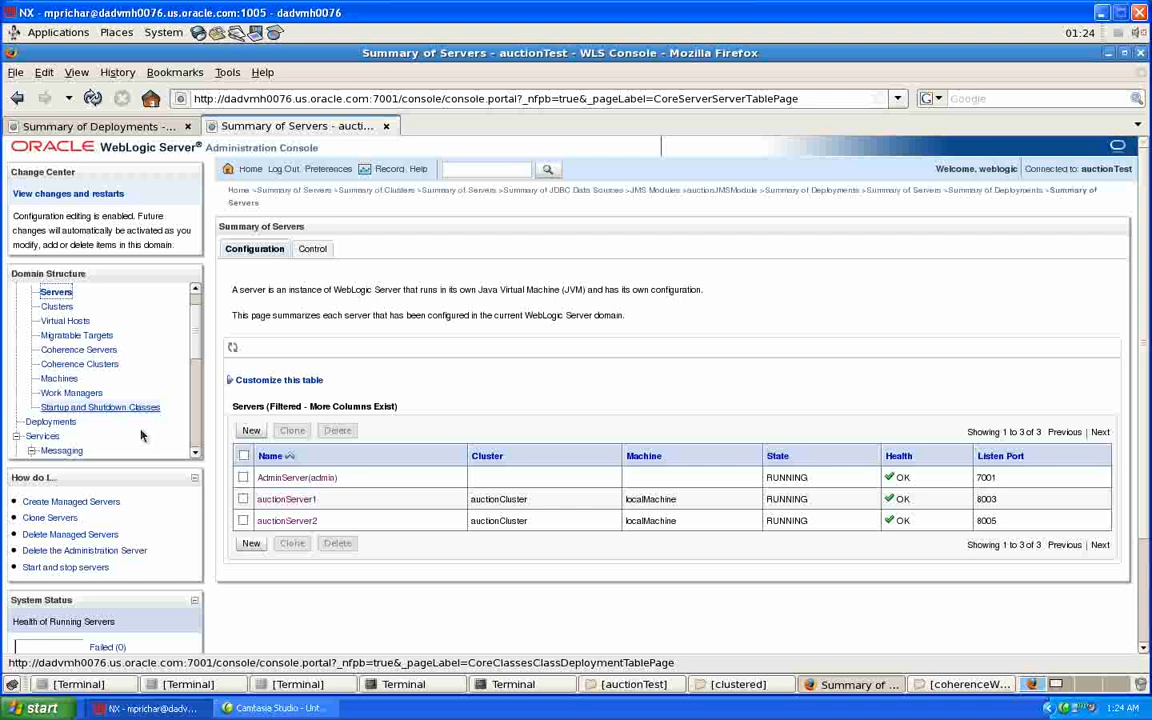 NX - mprichar@dadvmh0076.us.oracle.com:1005 - dadvmh0076
Applications Places System 01:24
Summary of Servers - auctionTest - WLS Console - Mozilla Firefox
File Edit View History Bookmarks Tools Help
http://dadvmh0076.us.oracle.com:7001/console/console.portal?_nfpb=true&_pageLabel=CoreServerServerTablePage Google
Summary of Deployments -... Summary of Servers - aucti...
ORACLE WebLogic Server® Administration Console
Change Center
View changes and restarts
Configuration editing is enabled. Future
changes will automatically be activated as you
modify, add or delete items in this domain.
Domain Structure
Servers
Clusters
Virtual Hosts
Migratable Targets
Coherence Servers
Coherence Clusters
Machines
Work Managers
Startup and Shutdown Classes
Deployments
Services
Messaging
How do I...
Create Managed Servers
Clone Servers
Delete Managed Servers
Delete the Administration Server
Start and stop servers
System Status
Health of Running Servers
Failed (0)
Home Log Out Preferences Record Help Welcome, weblogic Connected to: auctionTest
Home >Summary of Servers >Summary of Clusters >Summary of Servers >Summary of JDBC Data Sources >JMS Modules >auctionJMSModule >Summary of Deployments >Summary of Servers >Summary of Deployments >Summary of
Servers
Summary of Servers
Configuration Control
A server is an instance of WebLogic Server that runs in its own Java Virtual Machine (JVM) and has its own configuration.
This page summarizes each server that has been configured in the current WebLogic Server domain.
Customize this table
Servers (Filtered - More Columns Exist)
New Clone Delete Showing 1 to 3 of 3 Previous | Next
Name Cluster Machine State Health Listen Port
AdminServer(admin) RUNNING OK 7001
auctionServer1 auctionCluster localMachine RUNNING OK 8003
auctionServer2 auctionCluster localMachine RUNNING OK 8005
New Clone Delete Showing 1 to 3 of 3 Previous | Next
http://dadvmh0076.us.oracle.com:7001/console/console.portal?_nfpb=true&_pageLabel=CoreClassesClassDeploymentTablePage
[Terminal] [Terminal] [Terminal] Terminal Terminal [auctionTest] [clustered] Summary of ... [coherenceW...
start NX - mprichar@dadv... Camtasia Studio - Unt... 1:24 AM